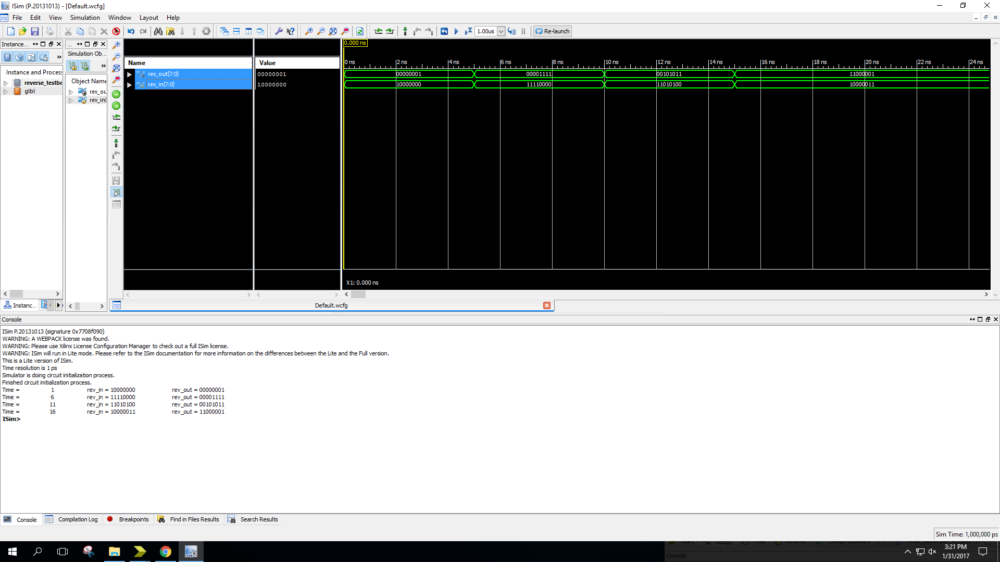 ISim (P.20131013) - [Default.wcfg]
File Edit View Simulation Window Layout Help
1.00us Re-launch
Instance...
...
Simulation Ob...
Instance and Proces
reverse_testbe
glbl
Object Name
rev_ou
rev_in[
Name Value
rev_out[7:0] 00000001
rev_in[7:0] 10000000
0.000 ns
0 ns 2 ns 4 ns 6 ns 8 ns 10 ns 12 ns 14 ns 16 ns 18 ns 20 ns 22 ns 24 ns
00000001 00001111 00101011 11000001
10000000 11110000 11010100 10000011
X1: 0.000 ns
Instanc...
Default.wcfg
Console
ISim P.20131013 (signature 0x7708f090)
WARNING: A WEBPACK license was found.
WARNING: Please use Xilinx License Configuration Manager to check out a full ISim license.
WARNING: ISim will run in Lite mode. Please refer to the ISim documentation for more information on the differences between the Lite and the Full version.
This is a Lite version of ISim.
Time resolution is 1 ps
Simulator is doing circuit initialization process.
Finished circuit initialization process.
Time = 1 rev_in = 10000000 rev_out = 00000001
Time = 6 rev_in = 11110000 rev_out = 00001111
Time = 11 rev_in = 11010100 rev_out = 00101011
Time = 16 rev_in = 10000011 rev_out = 11000001
ISim>
Console Compilation Log Breakpoints Find in Files Results Search Results
Sim Time: 1,000,000 ps
Console
3:21 PM
1/31/2017